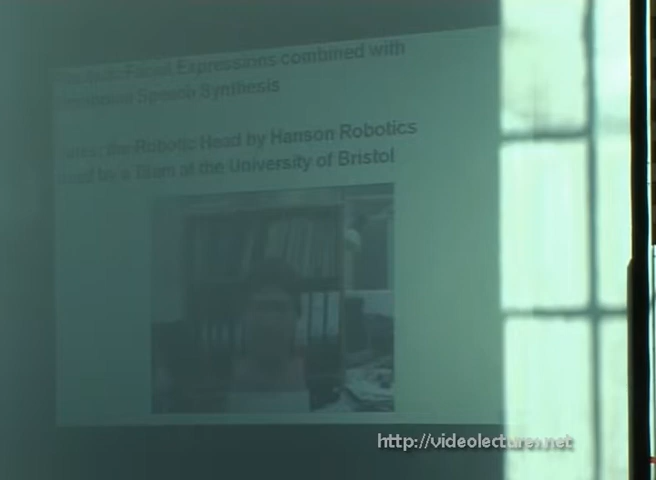 Facial Expressions combined with
Speech Synthesis
the Robotic Head by Hanson Robotics
by a Team at the University of Bristol
http://videolectures.net